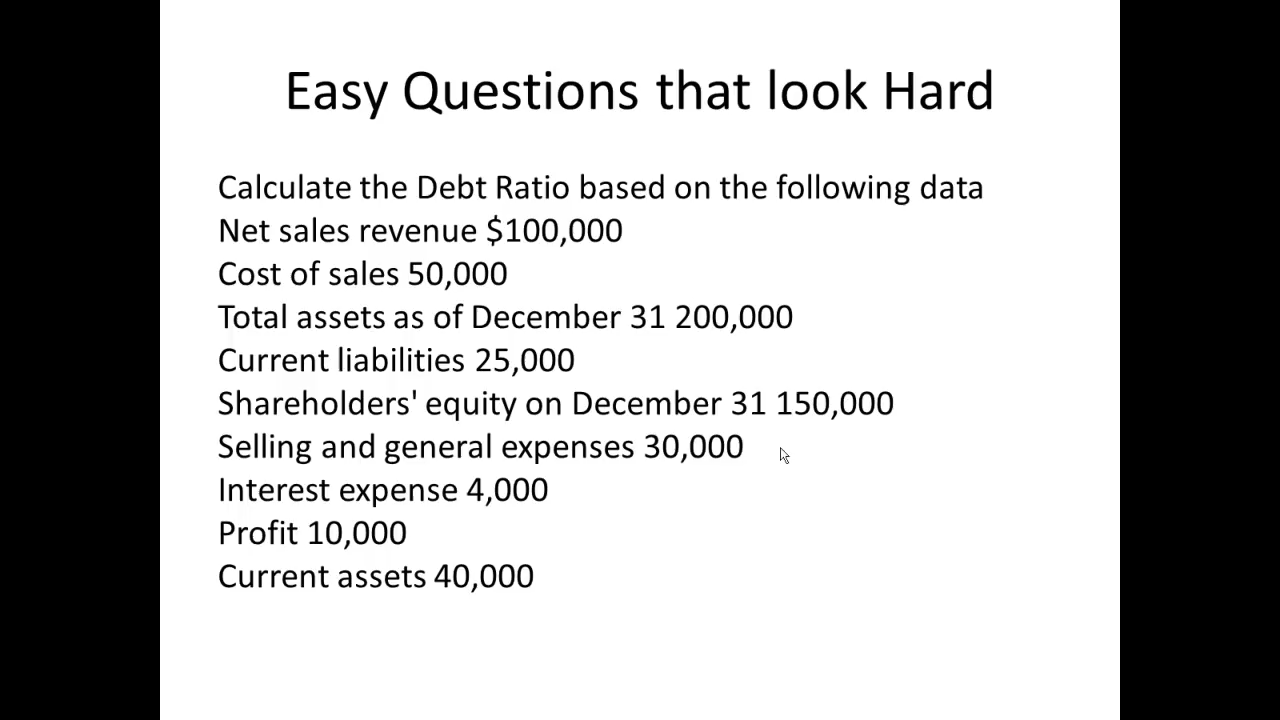 Easy Questions that look Hard
Calculate the Debt Ratio based on the following data
Net sales revenue $100,000
Cost of sales 50,000
Total assets as of December 31 200,000
Current liabilities 25,000
Shareholders' equity on December 31 150,000
Selling and general expenses 30,000
Interest expense 4,000
Profit 10,000
Current assets 40,000